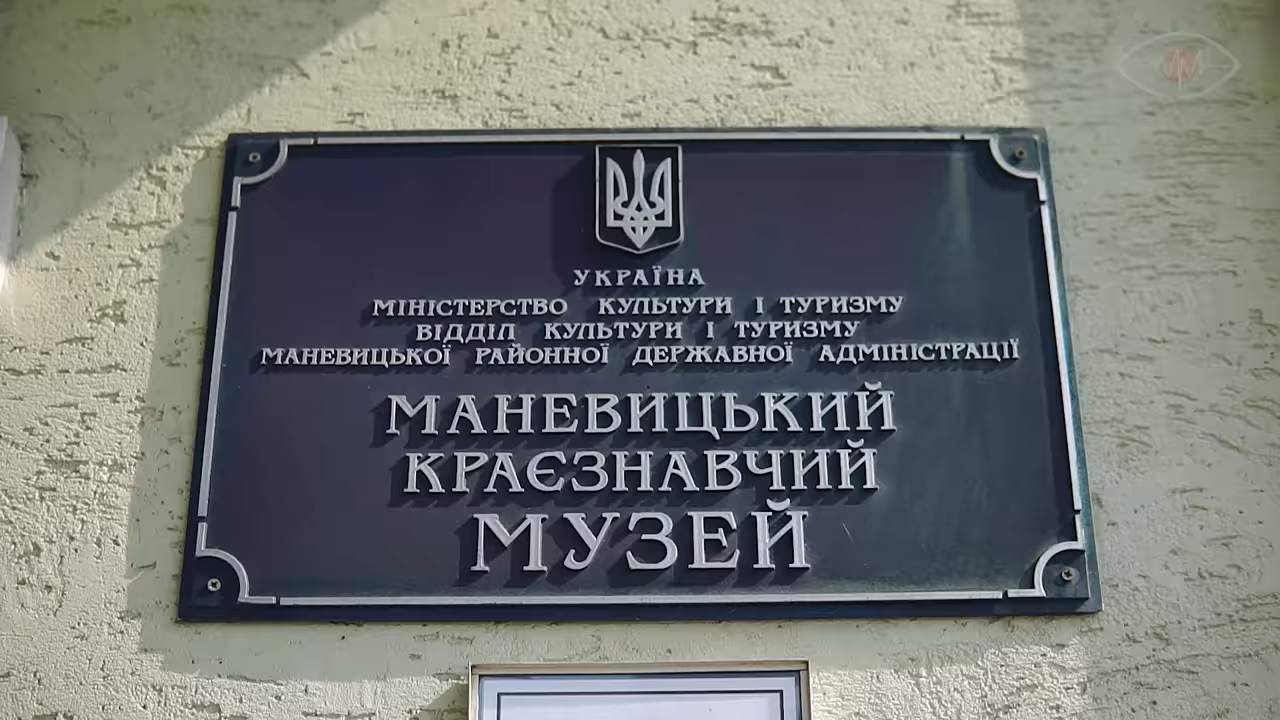 УКРАЇНА
МІНІСТЕРСТВО КУЛЬТУРИ І ТУРИЗМУ
ВІДДІЛ КУЛЬТУРИ І ТУРИЗМУ
МАНЕВИЦЬКОЇ РАЙОННОЇ ДЕРЖАВНОЇ АДМІНІСТРАЦІЇ
МАНЕВИЦЬКИЙ
КРАЄЗНАВЧИЙ
МУЗЕЙ